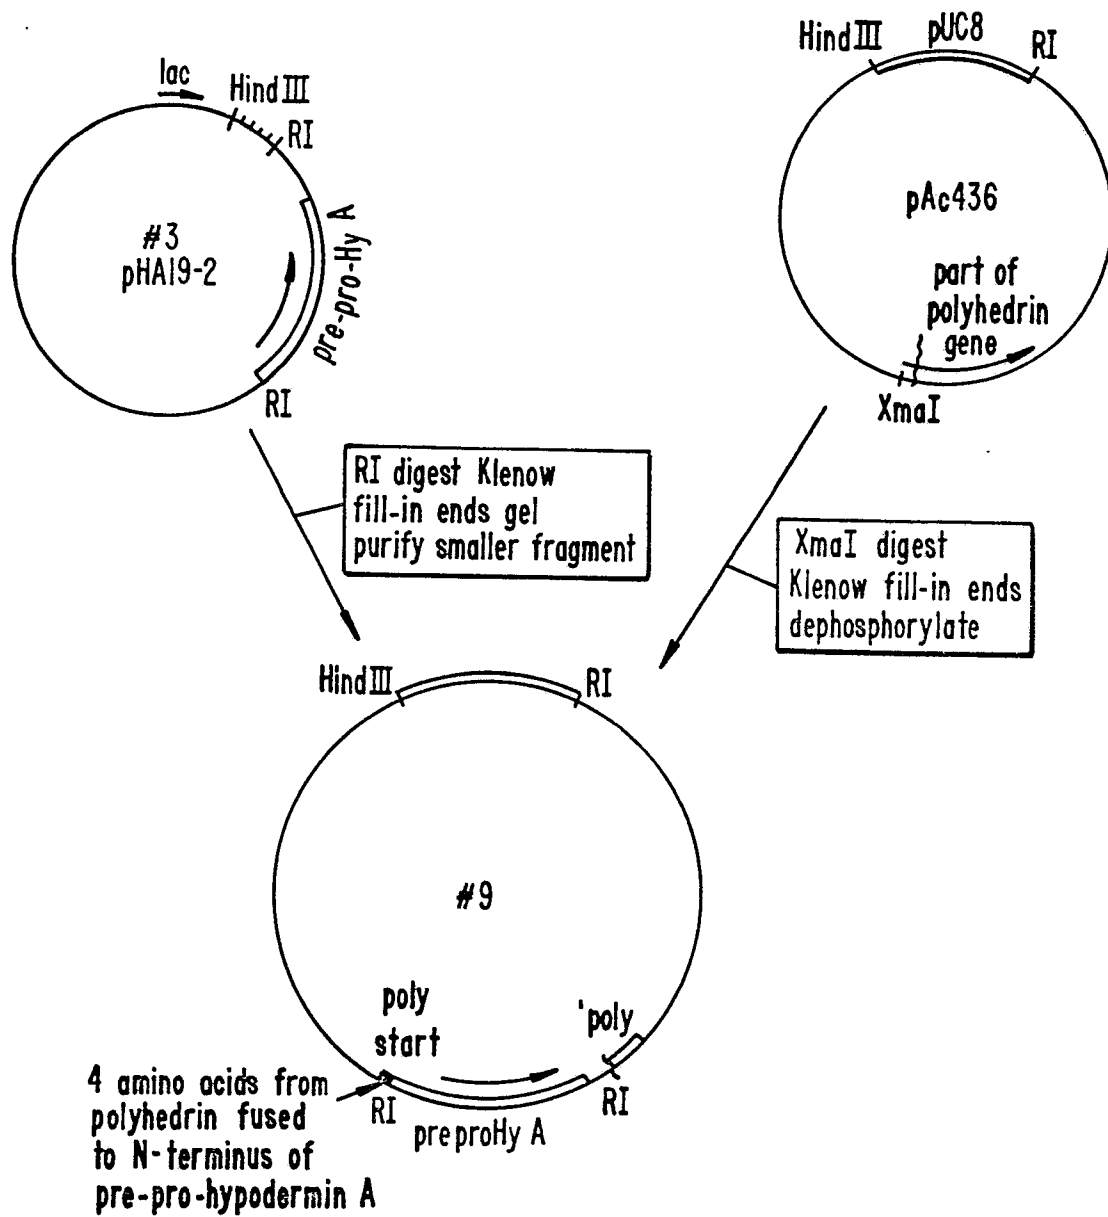 lac
Hind III
RI
#3
pHA19-2
pre-pro-Hy A
RI
Hind III
pUC8
RI
pAc436
part of
polyhedrin
gene
XmaI
RI digest Klenow
fill-in ends gel
purify smaller fragment
XmaI digest
Klenow fill-in ends
dephosphorylate
Hind III
RI
#9
poly
start
'poly
RI
RI
preproHy A
4 amino acids from
polyhedrin fused
to N-terminus of
pre-pro-hypodermin A